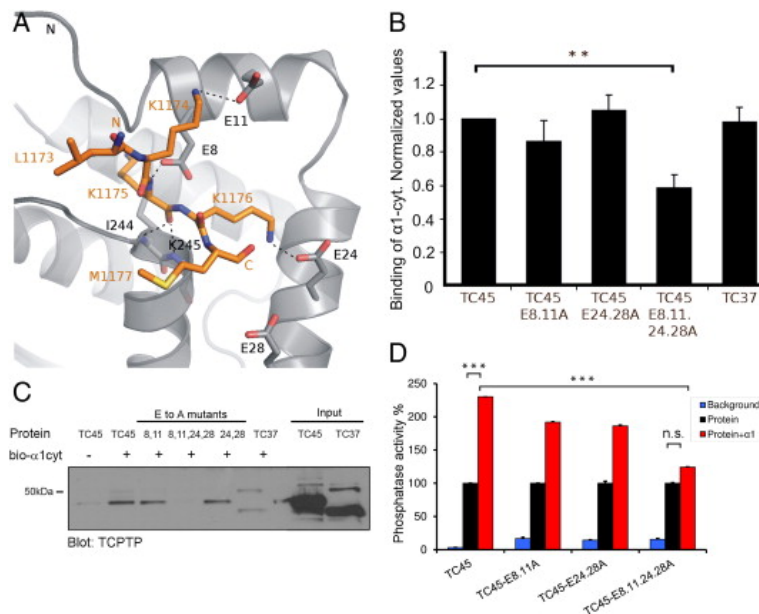 A
N
K1174
E11
N
L1173
E8
K1175
K1176
I244
K245
E24
M1177
C
E28
B
Binding of α1-cyt. Normalized values
**
1.2
1.0
0.8
0.6
0.4
0.2
0
TC45
TC45 E8.11A
TC45 E24.28A
TC45 E8.11. 24.28A
TC37
C
E to A mutants
Input
Protein TC45 TC45 8,11 8,11,24,28 24,28 TC37 TC45 TC37
bio-α1cyt - + + + + +
50kDa
Blot: TCPTP
D
Phosphatase activity %
250
200
150
100
50
0
***
***
n.s.
Background
Protein
Protein+α1
TC45
TC45-E8.11A
TC45-E24.28A
TC45-E8.11.24.28A